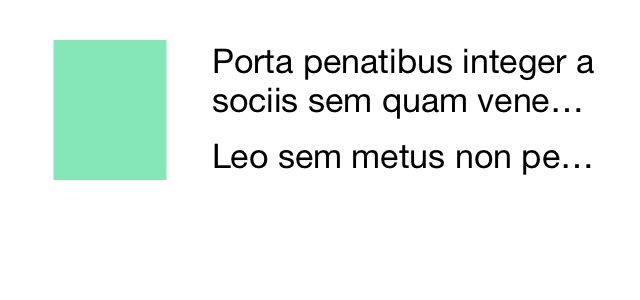 Porta penatibus integer a
sociis sem quam vene…
Leo sem metus non pe…